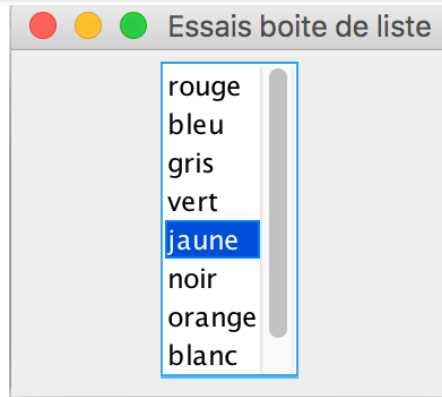 Essais boite de liste
rouge
bleu
gris
vert
jaune
noir
orange
blanc